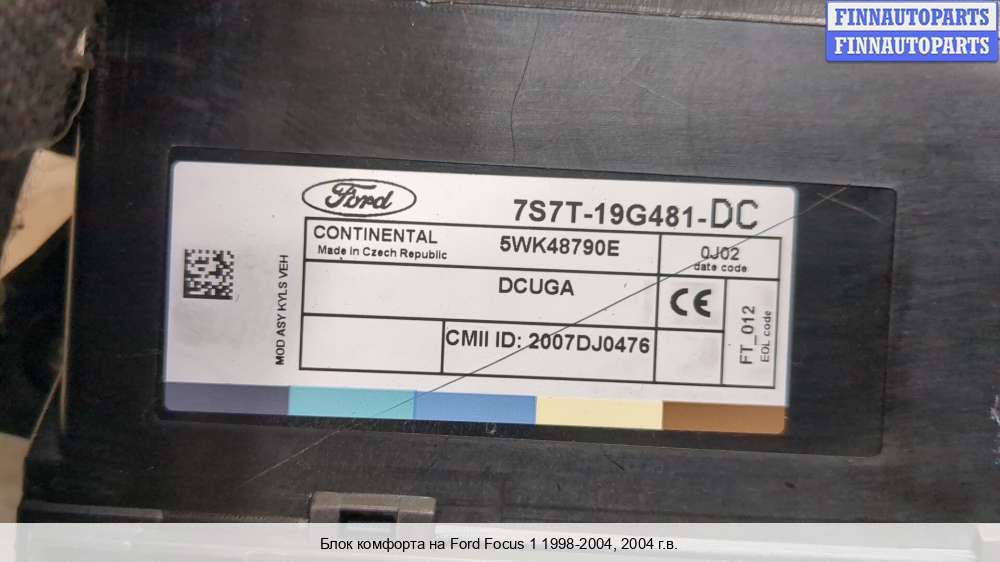 FINNAUTOPARTS
FINNAUTOPARTS
Ford
7S7T-19G481-DC
CONTINENTAL
Made in Czech Republic
5WK48790E
0J02
date code
MOD ASY KYLS VEH
DCUGA
CE
FT_012
EOL code
CMII ID: 2007DJ0476
Блок комфорта на Ford Focus 1 1998-2004, 2004 г.в.